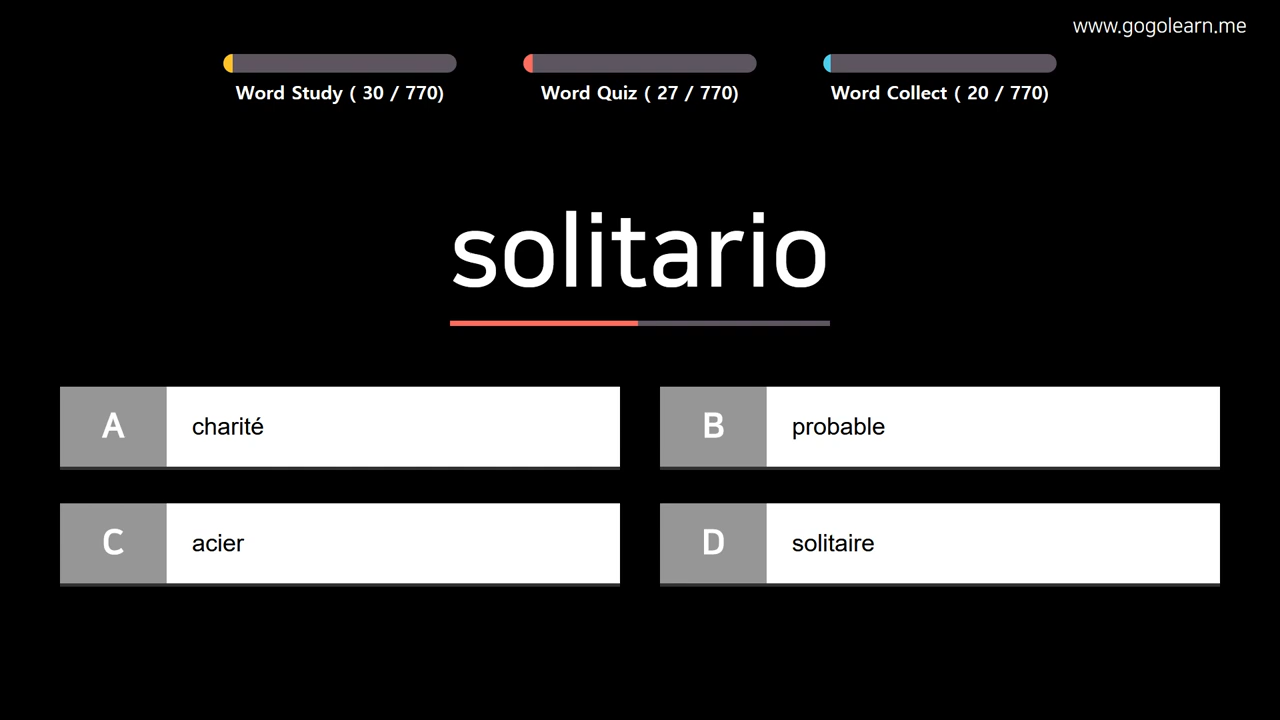 www.gogolearn.me
Word Study ( 30 / 770)
Word Quiz ( 27 / 770)
Word Collect ( 20 / 770)
solitario
A charité
B probable
C acier
D solitaire